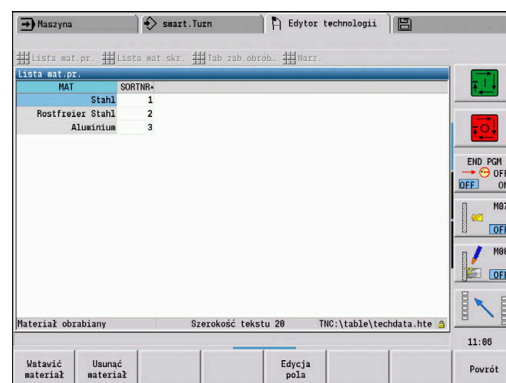 Maszyna smart.Turn Edytor technologii
Lista mat.pr. Lista mat.skr. Tab zab.obrób… Narz.
Lista mat.pr.
MAT SORTNR
Stahl 1
Rostfreier Stahl 2
Aluminium 3
END PGM
OFF
OFF ON
M07
OFF
M08
OFF
Materiał obrabiany Szerokość tekstu 20 TNC:\table\techdata.hte
11:06
Wstawić materiał
Usunąć materiał
Edycja pola
Powrót